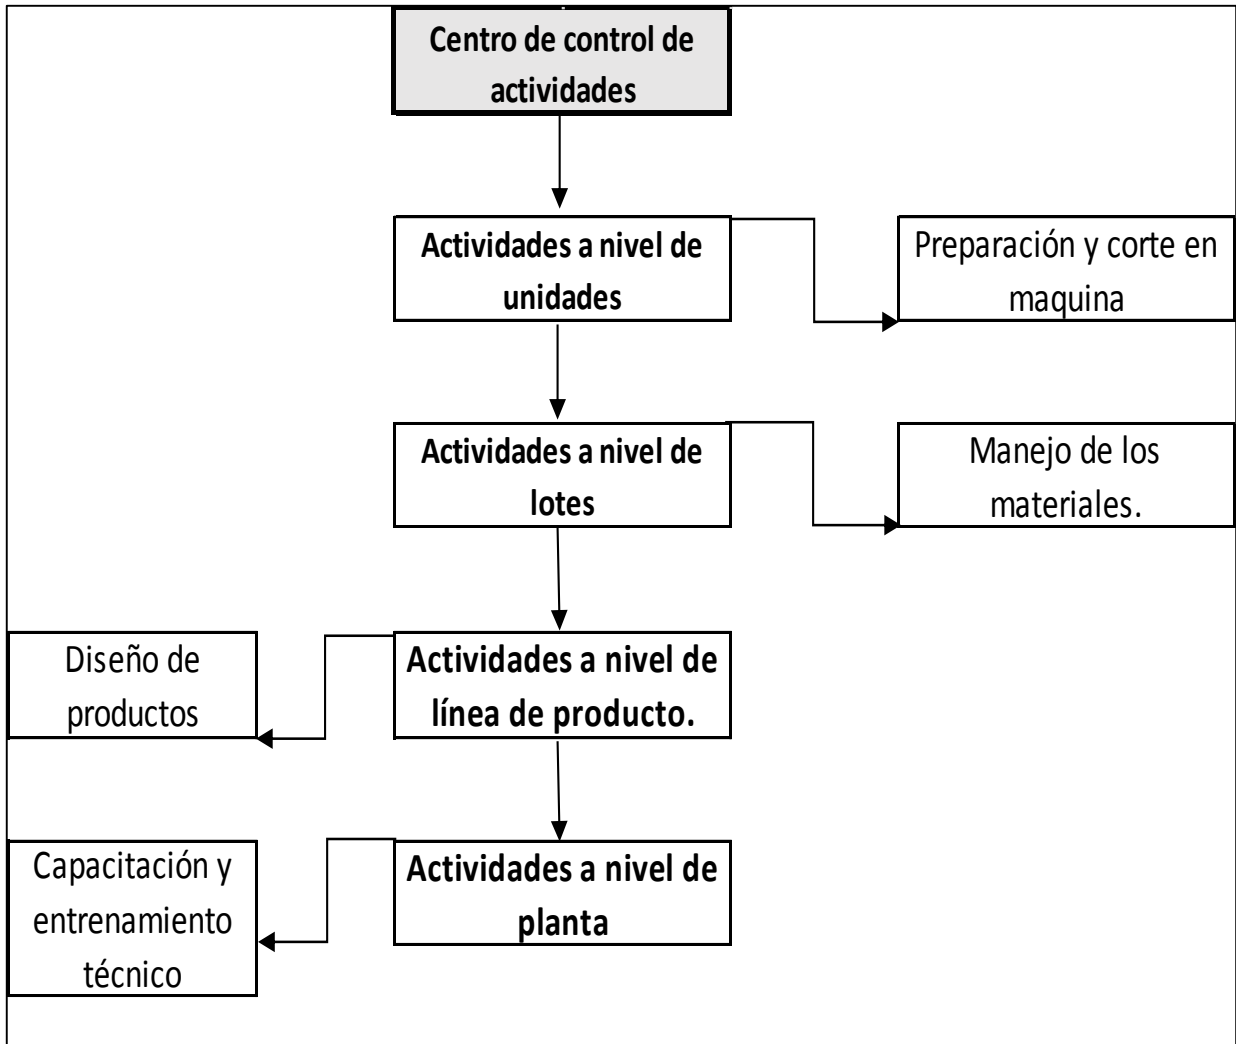 Centro de control de
actividades
Actividades a nivel de
unidades
Preparación y corte en
maquina
Actividades a nivel de
lotes
Manejo de los
materiales.
Diseño de
productos
Actividades a nivel de
línea de producto.
Capacitación y
entrenamiento
técnico
Actividades a nivel de
planta